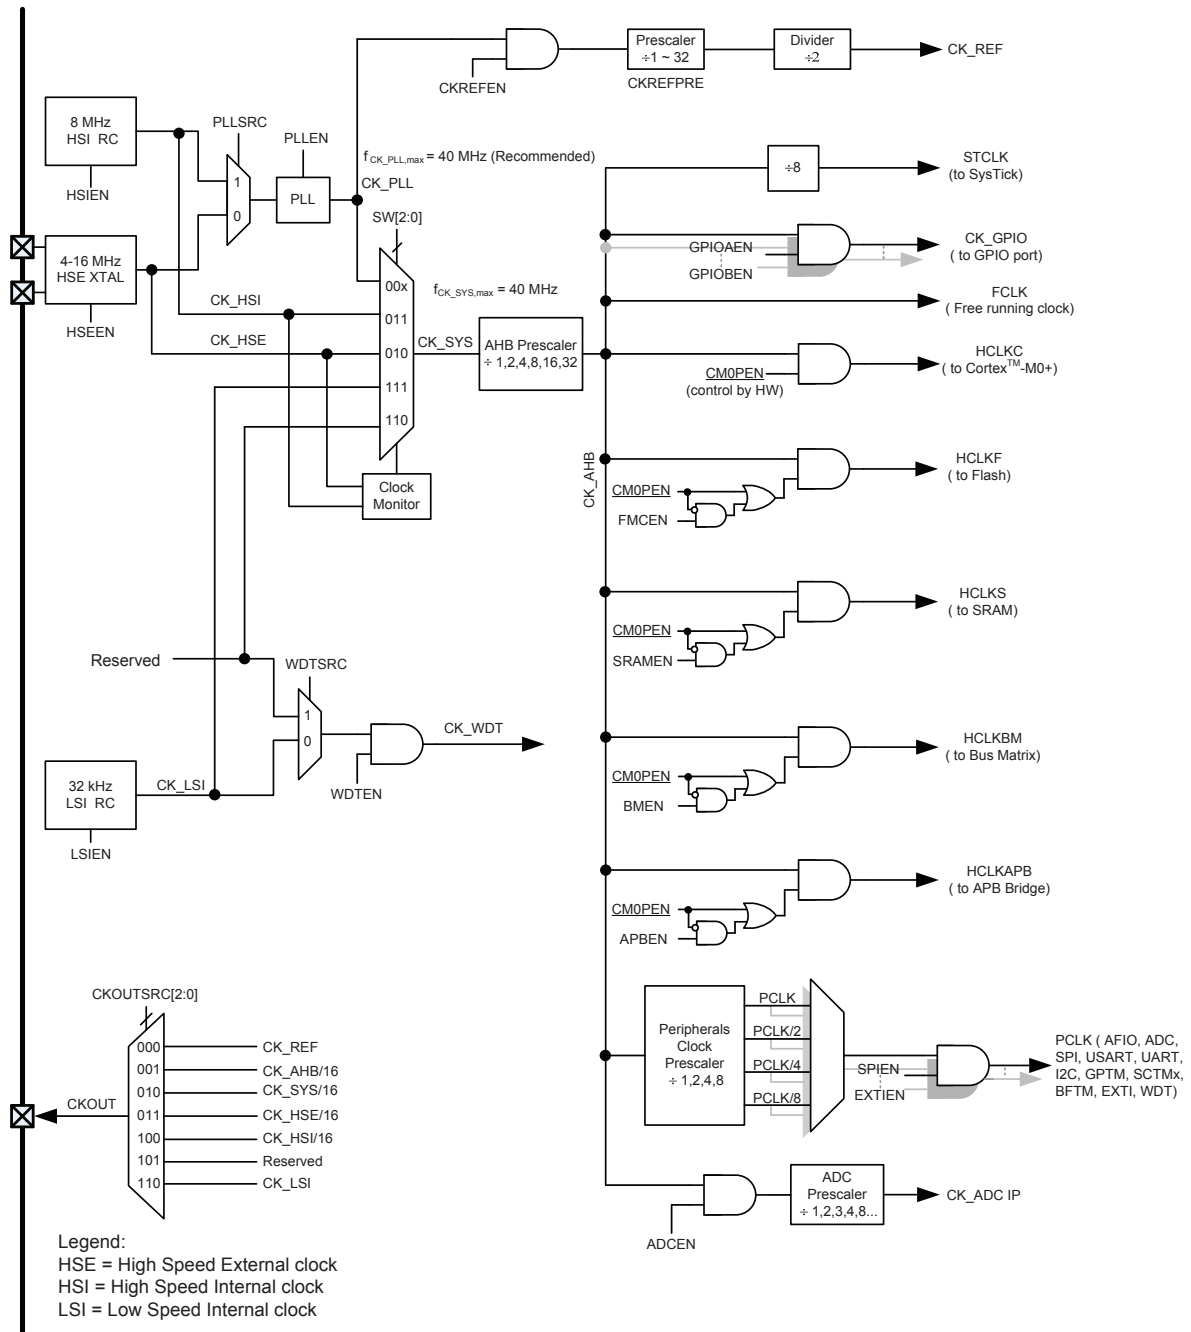 Prescaler
÷1 ~ 32
CKREFPRE
Divider
÷2
CK_REF
CKREFEN
8 MHz
HSI RC
HSIEN
PLLSRC
1
0
PLLEN
PLL
f CK_PLL,max = 40 MHz (Recommended)
CK_PLL
4-16 MHz
HSE XTAL
HSEEN
SW[2:0]
00x
011
010
111
110
fCK_SYS,max = 40 MHz
CK_HSI
CK_HSE
CK_SYS
AHB Prescaler
÷ 1,2,4,8,16,32
Clock
Monitor
CK_AHB
÷8
STCLK
(to SysTick)
GPIOAEN
GPIOBEN
CK_GPIO
( to GPIO port)
FCLK
( Free running clock)
CM0PEN
(control by HW)
HCLKC
( to Cortex™-M0+)
CM0PEN
FMCEN
HCLKF
( to Flash)
CM0PEN
SRAMEN
HCLKS
( to SRAM)
Reserved
WDTSRC
1
0
WDTEN
CK_WDT
32 kHz
LSI RC
LSIEN
CK_LSI
CM0PEN
BMEN
HCLKBM
( to Bus Matrix)
CM0PEN
APBEN
HCLKAPB
( to APB Bridge)
Peripherals
Clock
Prescaler
÷ 1,2,4,8
PCLK
PCLK/2
PCLK/4
PCLK/8
SPIEN
EXTIEN
PCLK ( AFIO, ADC,
SPI, USART, UART,
I2C, GPTM, SCTMx,
BFTM, EXTI, WDT)
ADCEN
ADC
Prescaler
÷ 1,2,3,4,8...
CK_ADC IP
CKOUTSRC[2:0]
CKOUT
000 CK_REF
001 CK_AHB/16
010 CK_SYS/16
011 CK_HSE/16
100 CK_HSI/16
101 Reserved
110 CK_LSI
Legend:
HSE = High Speed External clock
HSI = High Speed Internal clock
LSI = Low Speed Internal clock